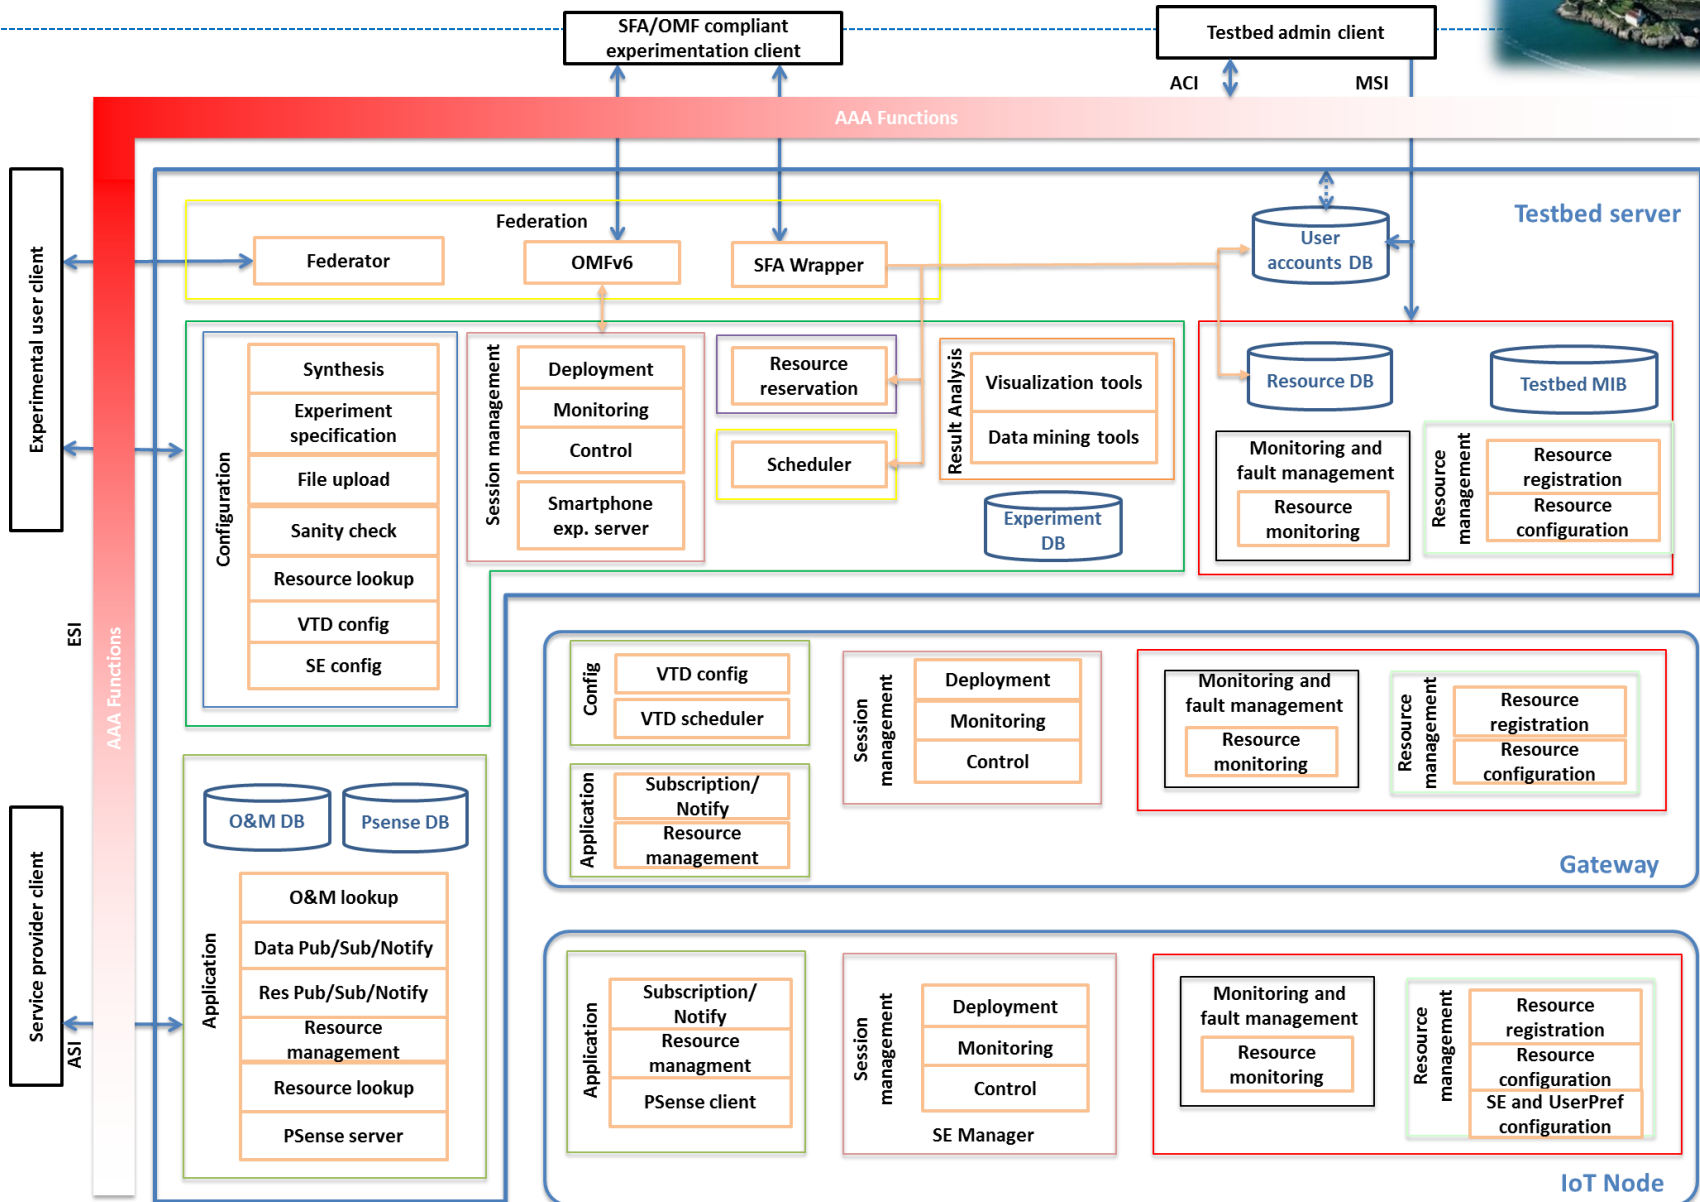 SFA/OMF compliant
experimentation client
Testbed admin client
ACI
MSI
AAA Functions
Experimental user client
ESI
AAA Functions
Service provider client
ASI
Testbed server
Federation
Federator
OMFv6
SFA Wrapper
User
accounts DB
Configuration
Synthesis
Experiment
specification
File upload
Sanity check
Resource lookup
VTD config
SE config
Session management
Deployment
Monitoring
Control
Smartphone
exp. server
Resource
reservation
Scheduler
Result Analysis
Visualization tools
Data mining tools
Experiment
DB
Resource DB
Testbed MIB
Monitoring and
fault management
Resource
monitoring
Resource
management
Resource
registration
Resource
configuration
O&M DB
Psense DB
Application
O&M lookup
Data Pub/Sub/Notify
Res Pub/Sub/Notify
Resource
management
Resource lookup
PSense server
Config
VTD config
VTD scheduler
Application
Subscription/
Notify
Resource
management
Session
management
Deployment
Monitoring
Control
Monitoring and
fault management
Resource
monitoring
Resource
management
Resource
registration
Resource
configuration
Gateway
Application
Subscription/
Notify
Resource
managment
PSense client
Session
management
Deployment
Monitoring
Control
SE Manager
Monitoring and
fault management
Resource
monitoring
Resource
management
Resource
registration
Resource
configuration
SE and UserPref
configuration
IoT Node